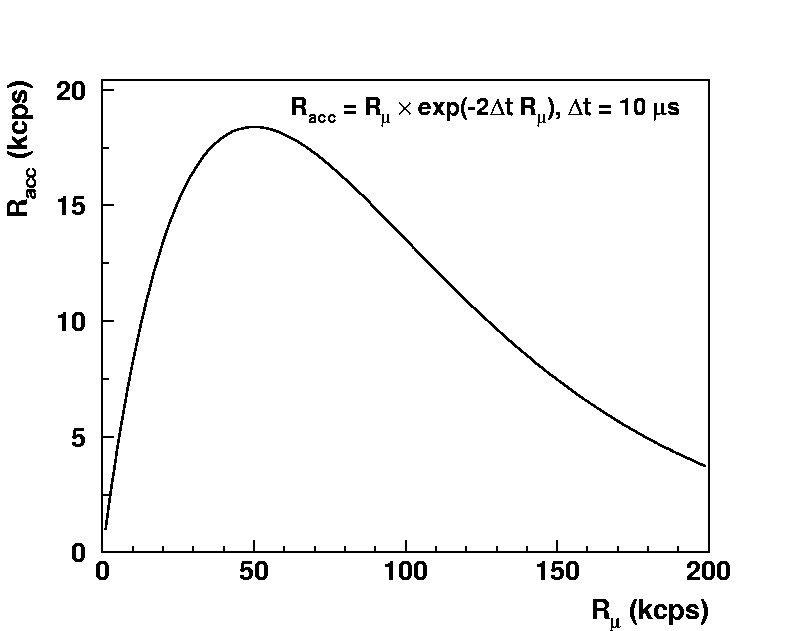 R_acc (kcps)
R_acc = R_μ × exp(-2Δt R_μ), Δt = 10 μs
20
15
10
5
0
0 50 100 150 200
R_μ (kcps)